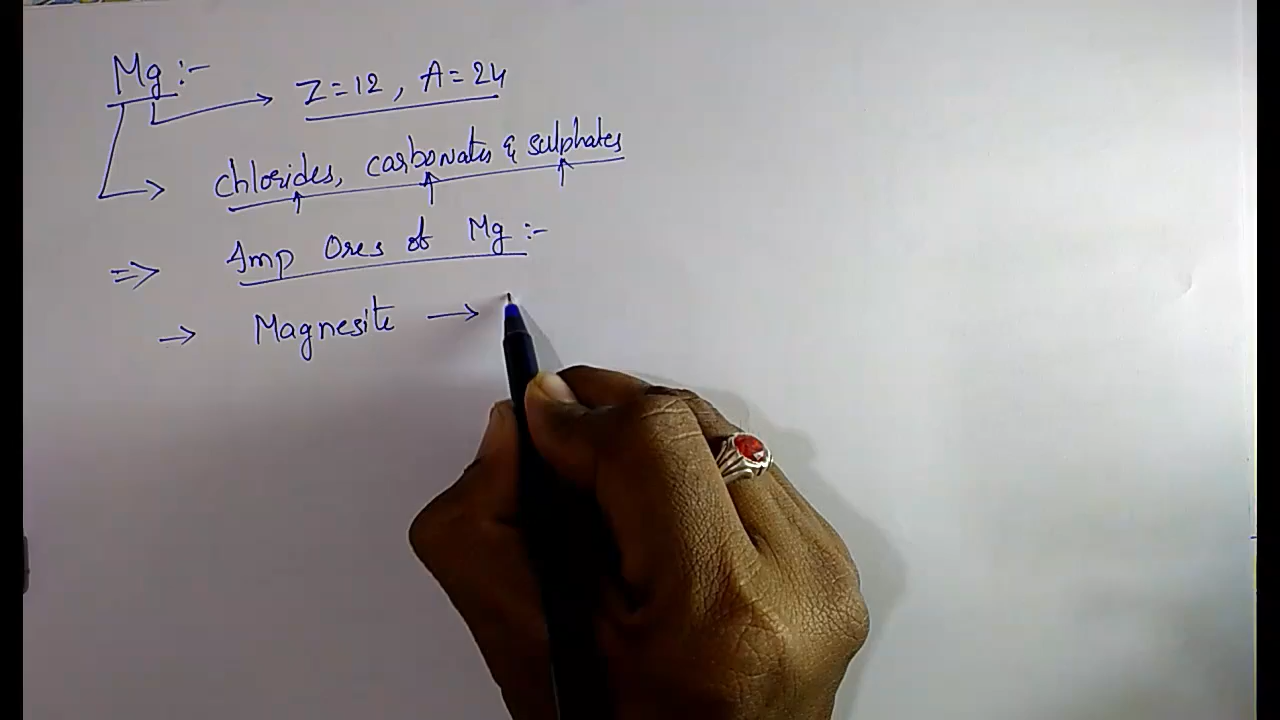 Mg :-
→ Z = 12 , A = 24
→ chlorides, carbonates & sulphates
⇒ Imp Ores of Mg :-
→ Magnesite →